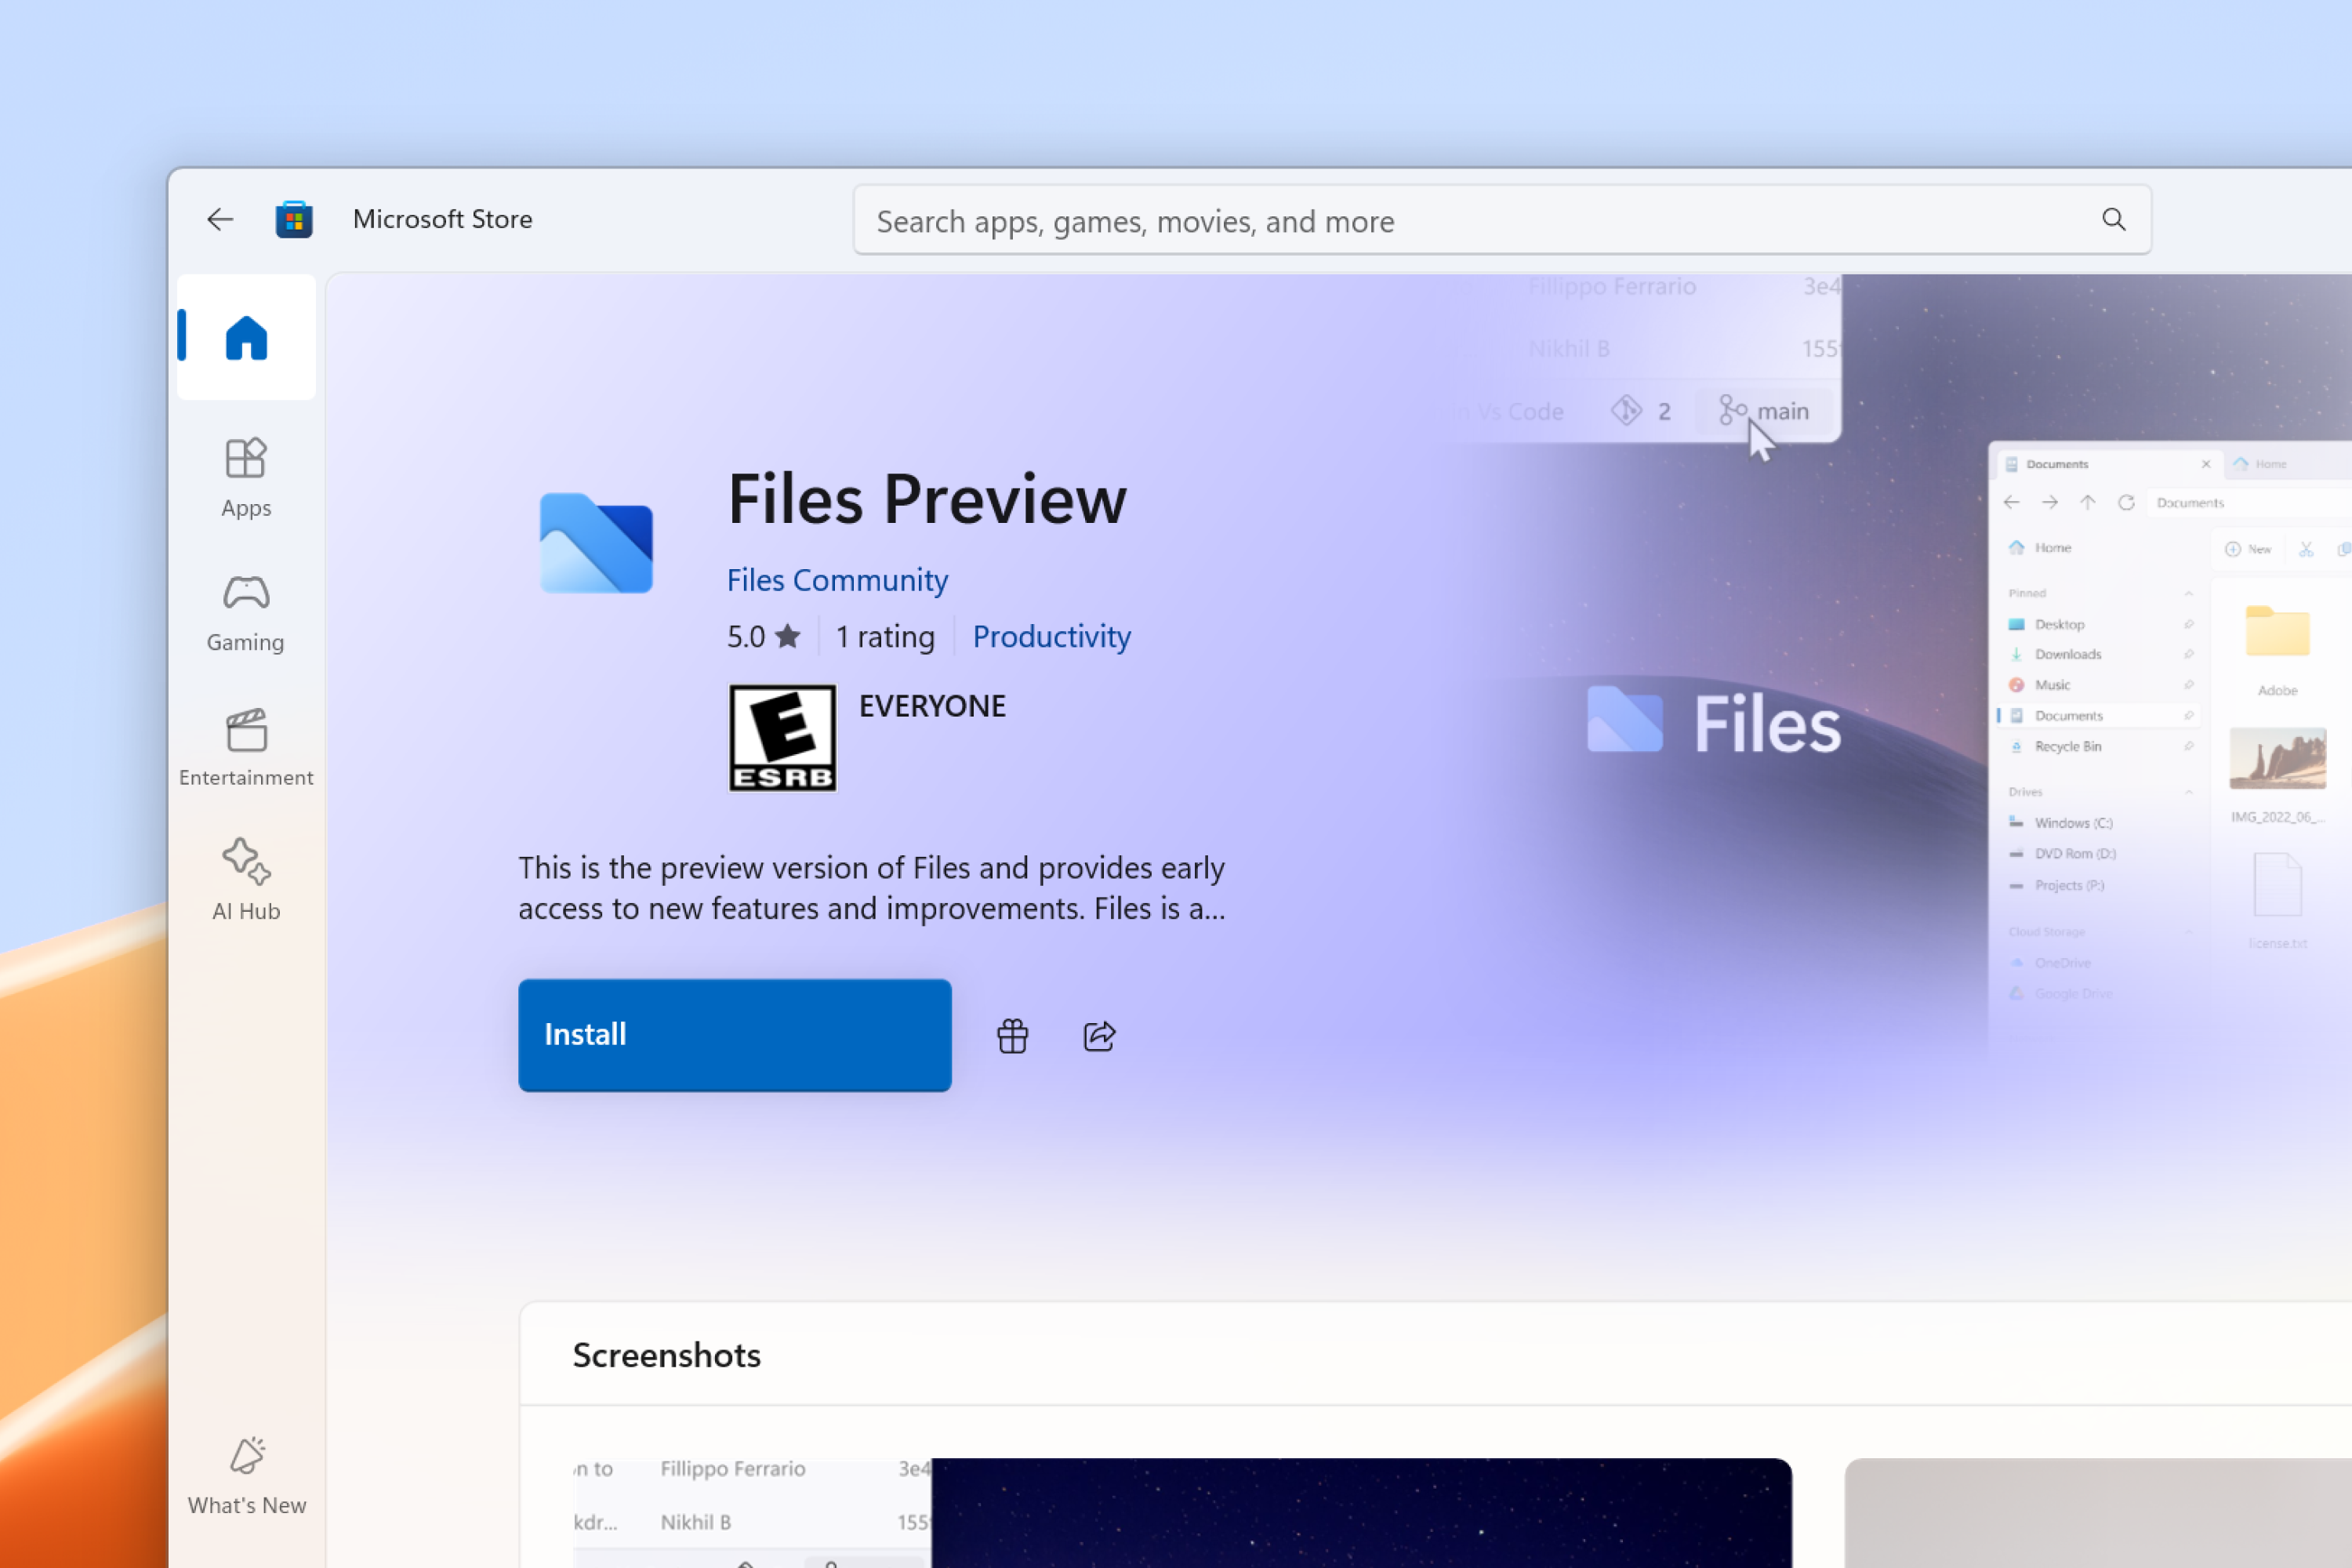 Microsoft Store
Search apps, games, movies, and more
Apps
Gaming
Entertainment
AI Hub
What's New
Files Preview
Files Community
5.0 1 rating Productivity
E
ESRB
EVERYONE
This is the preview version of Files and provides early
access to new features and improvements. Files is a...
Install
Fillippo Ferrario 3e4
Nikhil B 155
Vs Code 2 main
Files
Documents Home
Documents
Home
New
Pinned
Desktop
Downloads
Music
Documents
Recycle Bin
Drives
Windows (C:)
DVD Rom (D:)
Projects (P:)
Cloud Storage
OneDrive
Google Drive
Adobe
IMG_2022_06_...
license.txt
Screenshots
n to Fillippo Ferrario 3e4
kdr... Nikhil B 155